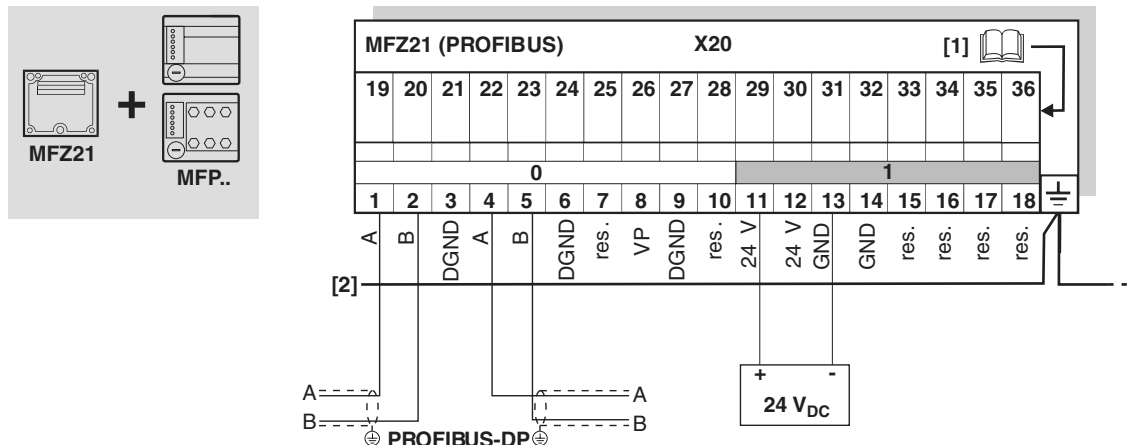 MFZ21
+
MFP..
MFZ21 (PROFIBUS) X20 [1]
19 20 21 22 23 24 25 26 27 28 29 30 31 32 33 34 35 36
0 1
1 2 3 4 5 6 7 8 9 10 11 12 13 14 15 16 17 18
A B DGND A B DGND res. VP DGND res. 24 V 24 V GND GND res. res. res. res.
[2]
+ -
24 VDC
A A
B B
PROFIBUS-DP